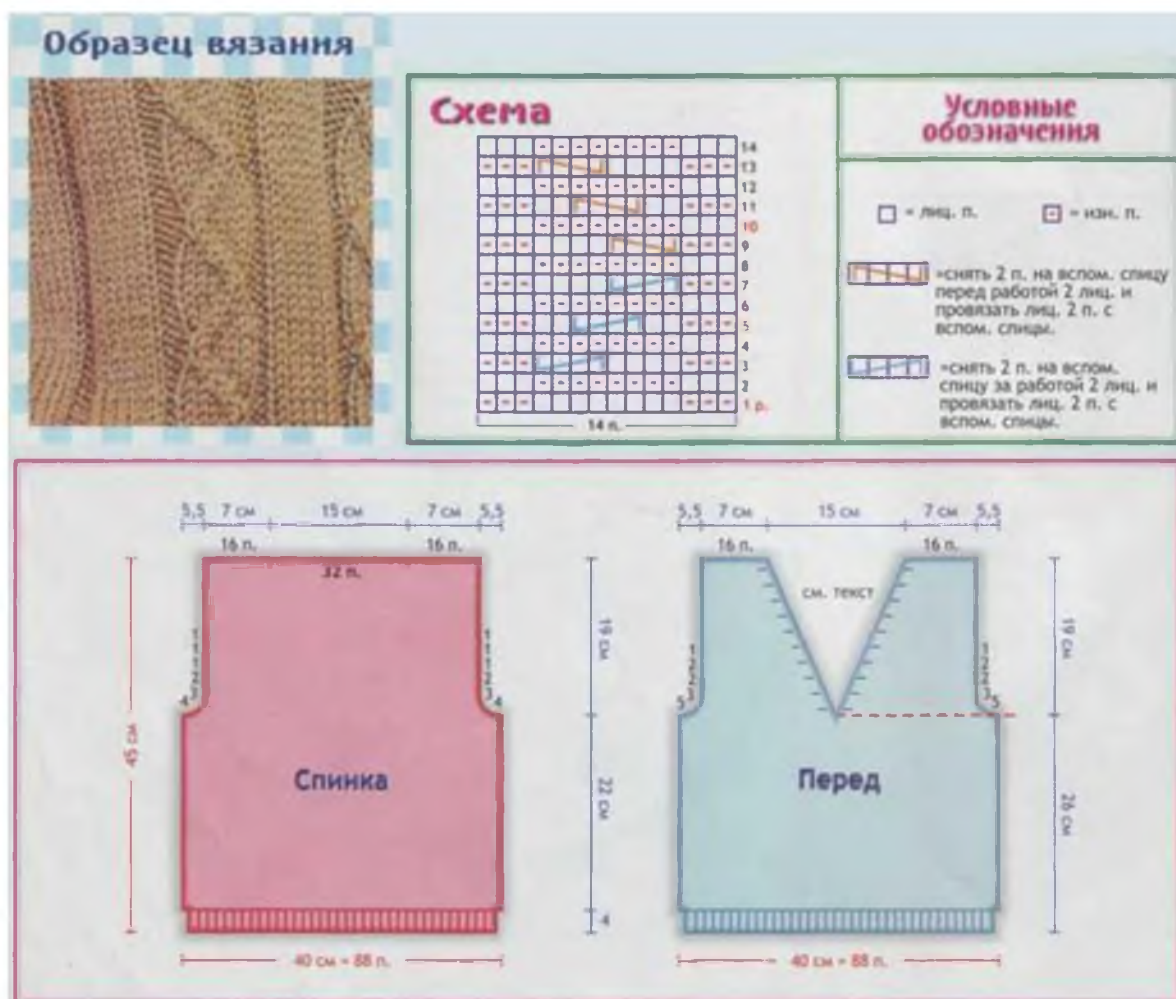 Образец вязания
Схема
14
13
12
11
10
9
8
7
6
5
4
3
2
1 р.
14 п.
Условные
обозначения
= лиц. п.
= изн. п.
=снять 2 п. на вспом. спицу
перед работой 2 лиц. и
провязать лиц. 2 п. с
вспом. спицы.
=снять 2 п. на вспом.
спицу за работой 2 лиц. и
провязать лиц. 2 п. с
вспом. спицы.
5,5 7 см 15 см 7 см 5,5
16 п. 16 п.
32 п.
45 см
19 см
22 см
4
4 4
Спинка
40 см = 88 п.
5,5 7 см 15 см 7 см 5,5
16 п. 16 п.
см. текст
19 см
26 см
5 5
Перед
40 см = 88 п.